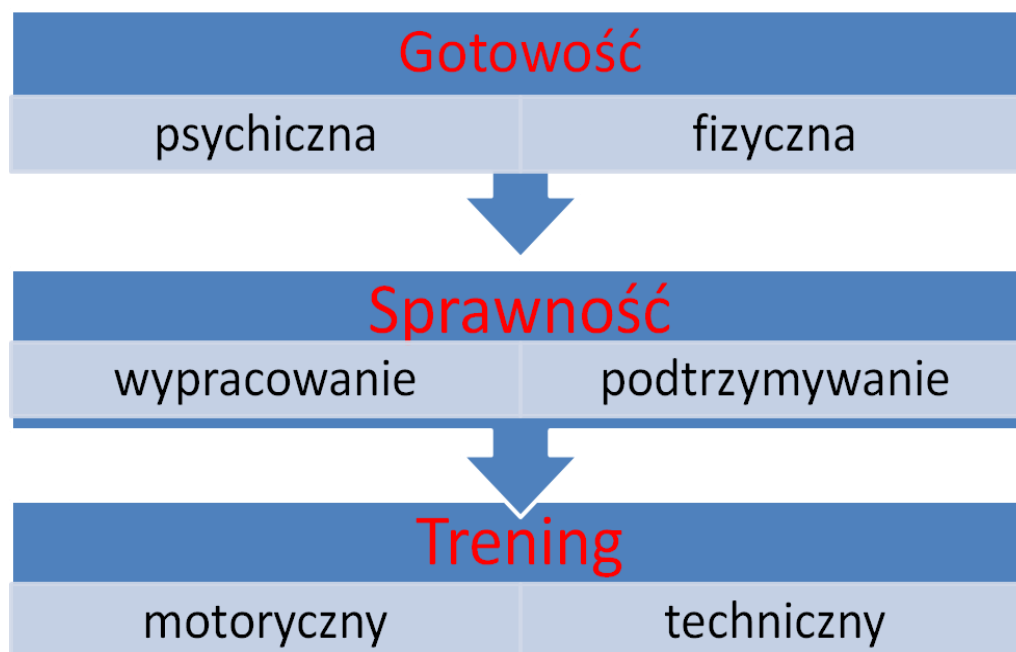 Gotowość
psychiczna fizyczna
Sprawność
wypracowanie podtrzymywanie
Trening
motoryczny techniczny